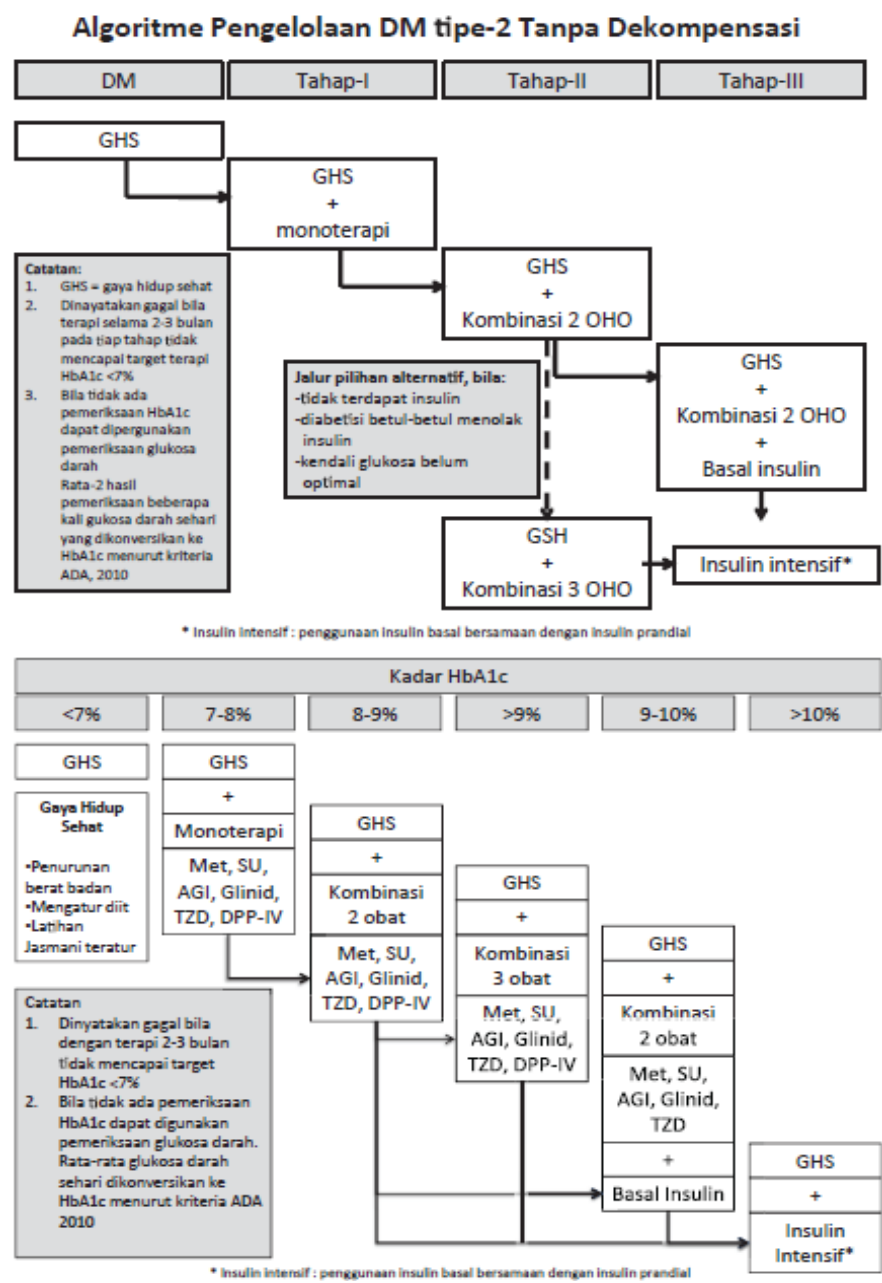 Algoritme Pengelolaan DM tipe-2 Tanpa Dekompensasi
DM
Tahap-I
Tahap-II
Tahap-III
GHS
GHS
+
monoterapi
GHS
+
Kombinasi 2 OHO
GHS
+
Kombinasi 2 OHO
+
Basal insulin
Catatan:
1. GHS = gaya hidup sehat
2. Dinayatakan gagal bila
terapi selama 2-3 bulan
pada tiap tahap tidak
mencapai target terapi
HbA1c <7%
3. Bila tidak ada
pemeriksaan HbA1c
dapat dipergunakan
pemeriksaan glukosa
darah
Rata-2 hasil
pemeriksaan beberapa
kali gukosa darah sehari
yang dikonversikan ke
HbA1c menurut kriteria
ADA, 2010
Jalur pilihan alternatif, bila:
-tidak terdapat insulin
-diabetisi betul-betul menolak
insulin
-kendali glukosa belum
optimal
GSH
+
Kombinasi 3 OHO
Insulin intensif*
* Insulin intensif : penggunaan insulin basal bersamaan dengan insulin prandial
Kadar HbA1c
<7%
7-8%
8-9%
>9%
9-10%
>10%
GHS
Gaya Hidup
Sehat
•Penurunan
berat badan
•Mengatur diit
•Latihan
Jasmani teratur
GHS
+
Monoterapi
Met, SU,
AGI, Glinid,
TZD, DPP-IV
GHS
+
Kombinasi
2 obat
Met, SU,
AGI, Glinid,
TZD, DPP-IV
GHS
+
Kombinasi
3 obat
Met, SU,
AGI, Glinid,
TZD, DPP-IV
GHS
+
Kombinasi
2 obat
Met, SU,
AGI, Glinid,
TZD
+
Basal Insulin
GHS
+
Insulin
Intensif*
Catatan
1. Dinyatakan gagal bila
dengan terapi 2-3 bulan
tidak mencapai target
HbA1c <7%
2. Bila tidak ada pemeriksaan
HbA1c dapat digunakan
pemeriksaan glukosa darah.
Rata-rata glukosa darah
sehari dikonversikan ke
HbA1c menurut kriteria ADA
2010
* Insulin intensif : penggunaan insulin basal bersamaan dengan insulin prandial